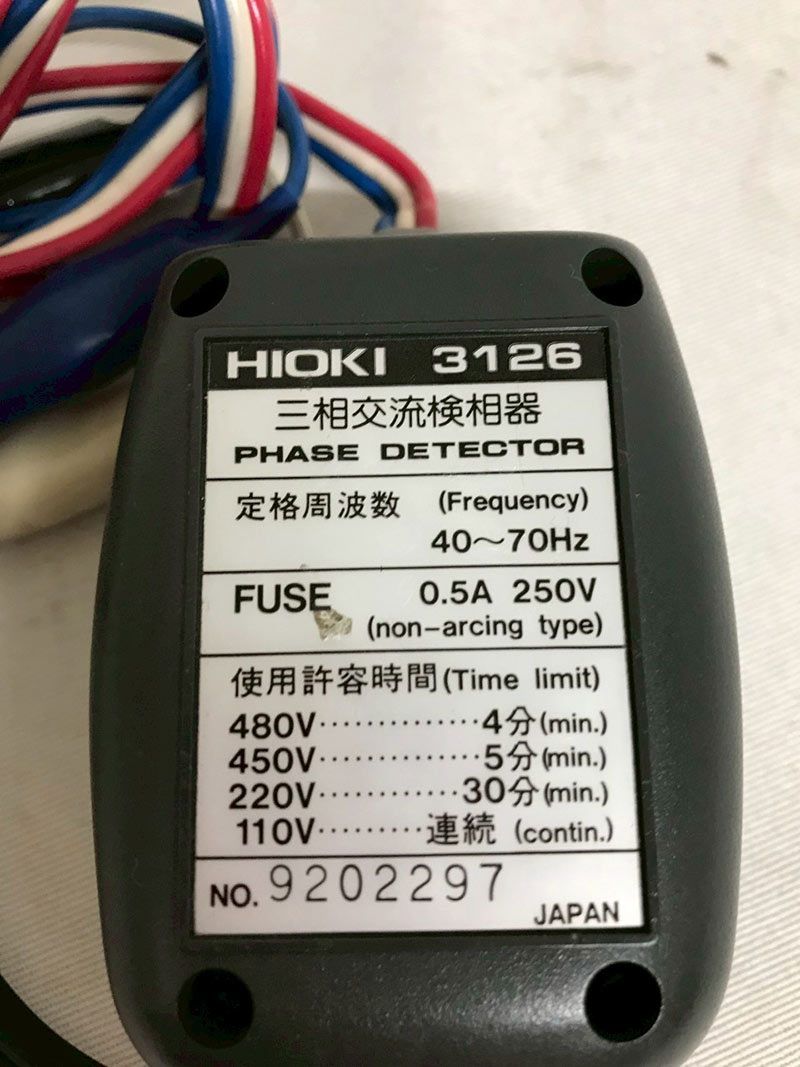 HIOKI 3126
三相交流検相器
PHASE DETECTOR
定格周波数 (Frequency)
40～70Hz
FUSE 0.5A 250V
(non-arcing type)
使用許容時間(Time limit)
480V··············4分(min.)
450V··············5分(min.)
220V············30分(min.)
110V·········連続 (contin.)
NO. 9202297
JAPAN